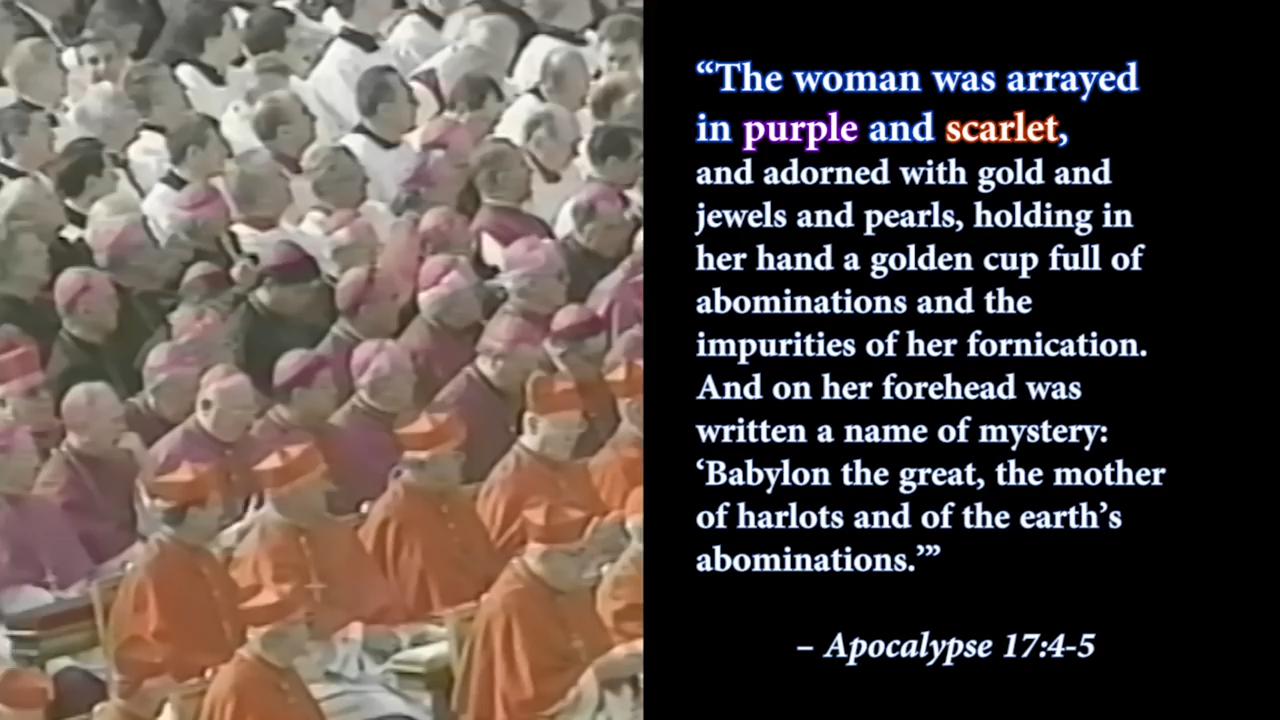 “The woman was arrayed
in purple and scarlet,
and adorned with gold and
jewels and pearls, holding in
her hand a golden cup full of
abominations and the
impurities of her fornication.
And on her forehead was
written a name of mystery:
‘Babylon the great, the mother
of harlots and of the earth’s
abominations.’”
– Apocalypse 17:4-5